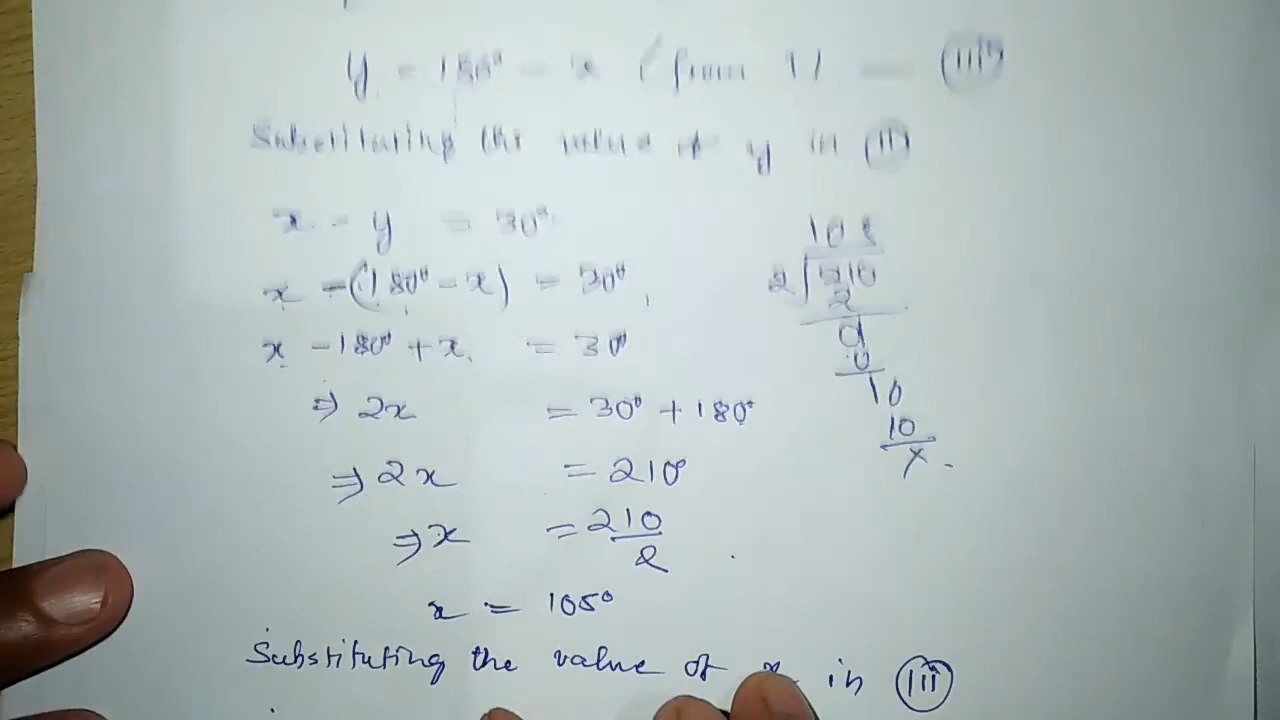 y = 180° - x (from 1) — (iii)
Substituting the value of y in (ii)
x - y = 30°
x - (180° - x) = 30°
x - 180° + x = 30°
⇒ 2x = 30° + 180°
⇒ 2x = 210°
⇒ x = 210/2
x = 105°
Substituting the value of x in (iii)
105
2)210
2
0
0
10
10
x